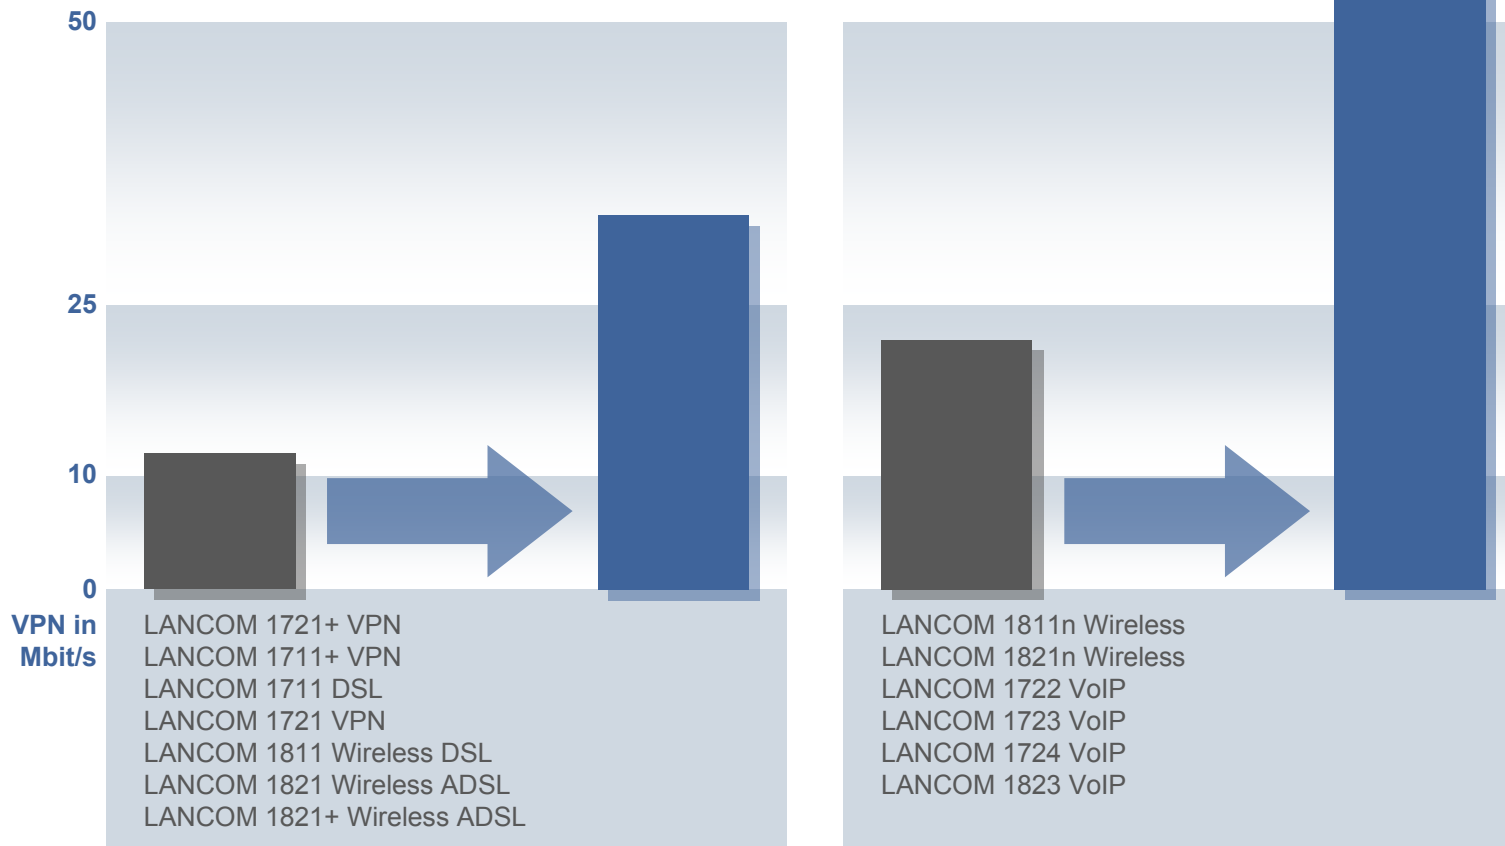 50
25
10
0
VPN in
Mbit/s
LANCOM 1721+ VPN
LANCOM 1711+ VPN
LANCOM 1711 DSL
LANCOM 1721 VPN
LANCOM 1811 Wireless DSL
LANCOM 1821 Wireless ADSL
LANCOM 1821+ Wireless ADSL
LANCOM 1811n Wireless
LANCOM 1821n Wireless
LANCOM 1722 VoIP
LANCOM 1723 VoIP
LANCOM 1724 VoIP
LANCOM 1823 VoIP